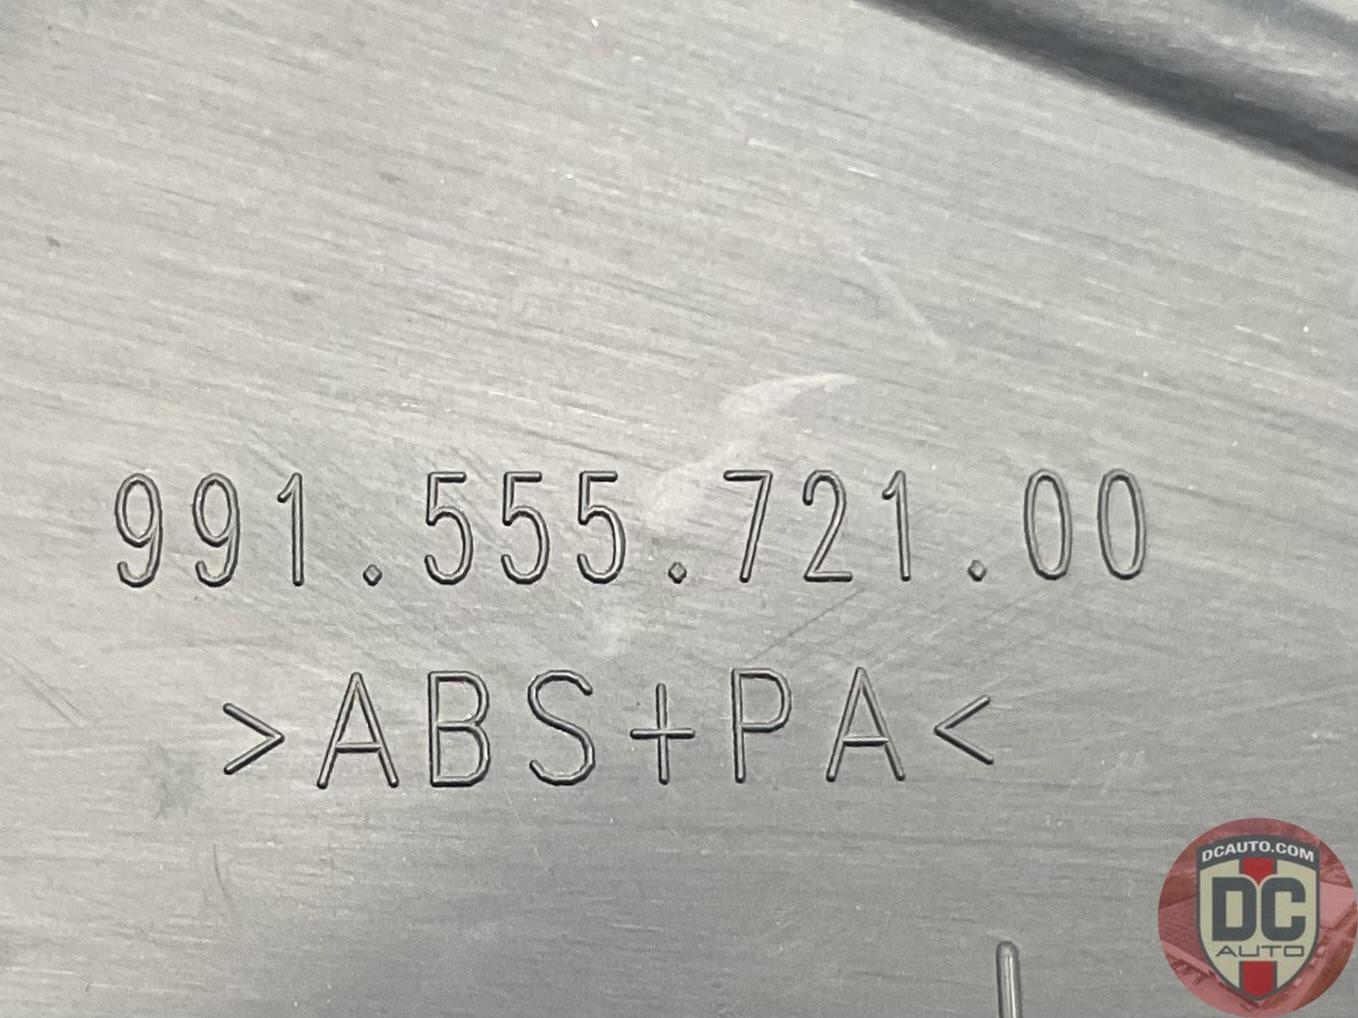 991.555.721.00
>ABS+PA<
DCAUTO.COM
DC
AUTO